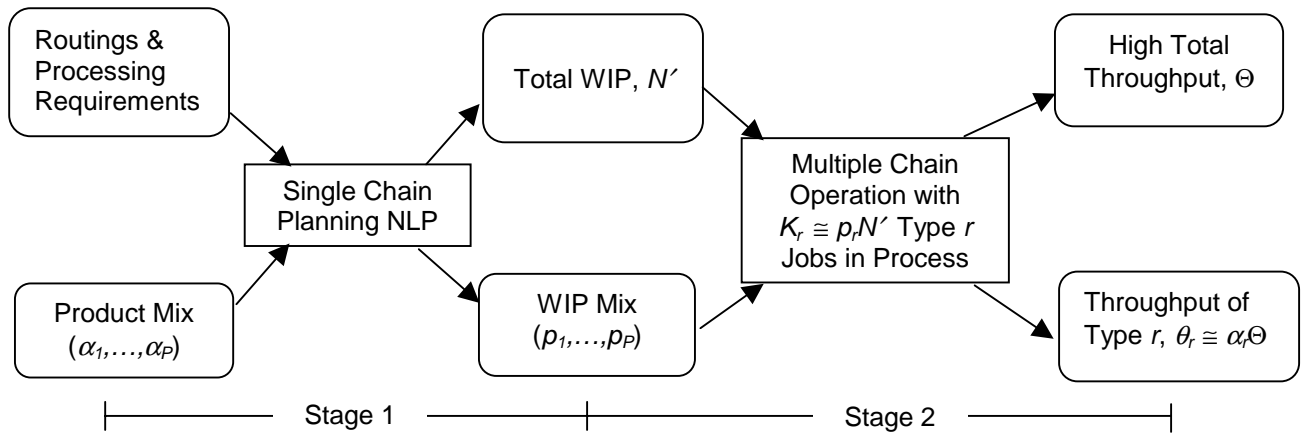 Routings &
Processing
Requirements
Total WIP, N′
High Total
Throughput, Θ
Single Chain
Planning NLP
Multiple Chain
Operation with
Kr ≅ prN′ Type r
Jobs in Process
Product Mix
(α1,…,αP)
WIP Mix
(p1,…,pP)
Throughput of
Type r, θr ≅ αrΘ
Stage 1
Stage 2